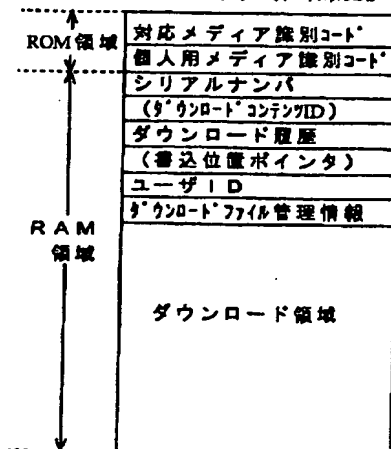 ROM領域
対応メディア識別ｺｰﾄﾞ
個人用メディア識別ｺｰﾄﾞ
シリアルナンバ
(ﾀﾞｳﾝﾛｰﾄﾞｺﾝﾃﾝﾂID)
ダウンロード履歴
(書込位置ポインタ)
ユーザID
ﾀﾞｳﾝﾛｰﾄﾞﾌｧｲﾙ管理情報
RAM
領域
ダウンロード領域